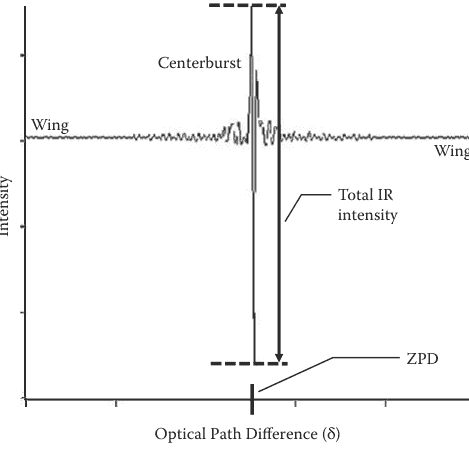 Centerburst
Wing
Wing
Total IR
intensity
Intensity
ZPD
Optical Path Difference (δ)